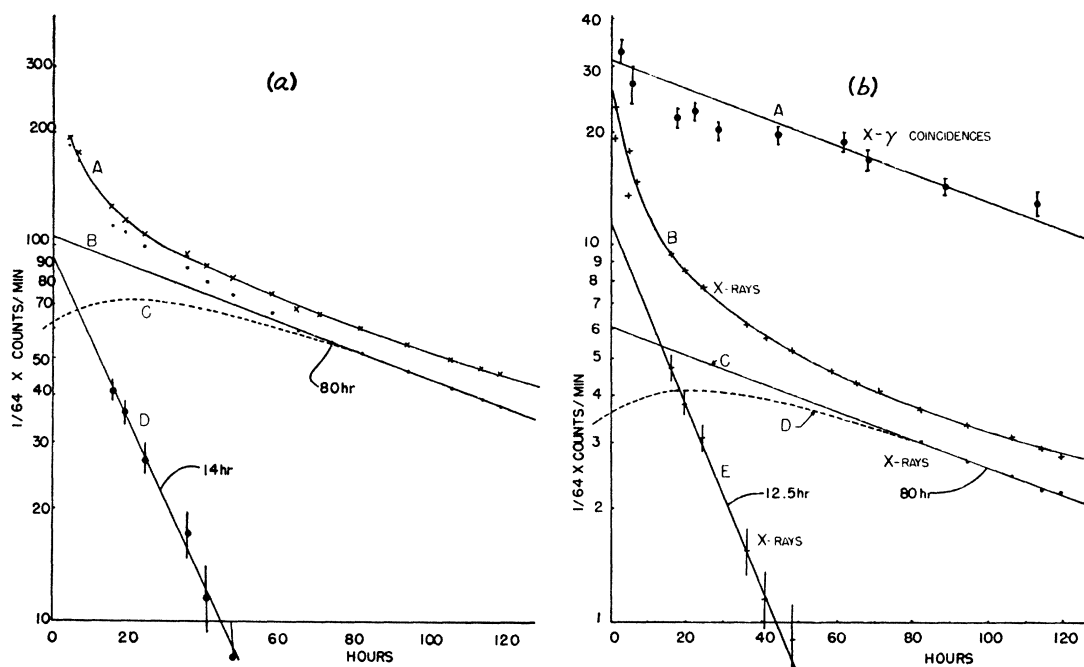 (a)
300
200
100
90
80
70
60
50
40
30
20
10
1/64 X COUNTS/MIN
A
B
C
D
80hr
14hr
20 40 60 80 100 120
HOURS
(b)
40
30
20
10
9
8
7
6
5
4
3
2
1
1/64 X COUNTS/MIN
A
X-γ COINCIDENCES
B
X-RAYS
C
D
X-RAYS
80hr
E
12.5hr
X-RAYS
0 20 40 60 80 100 120
HOURS